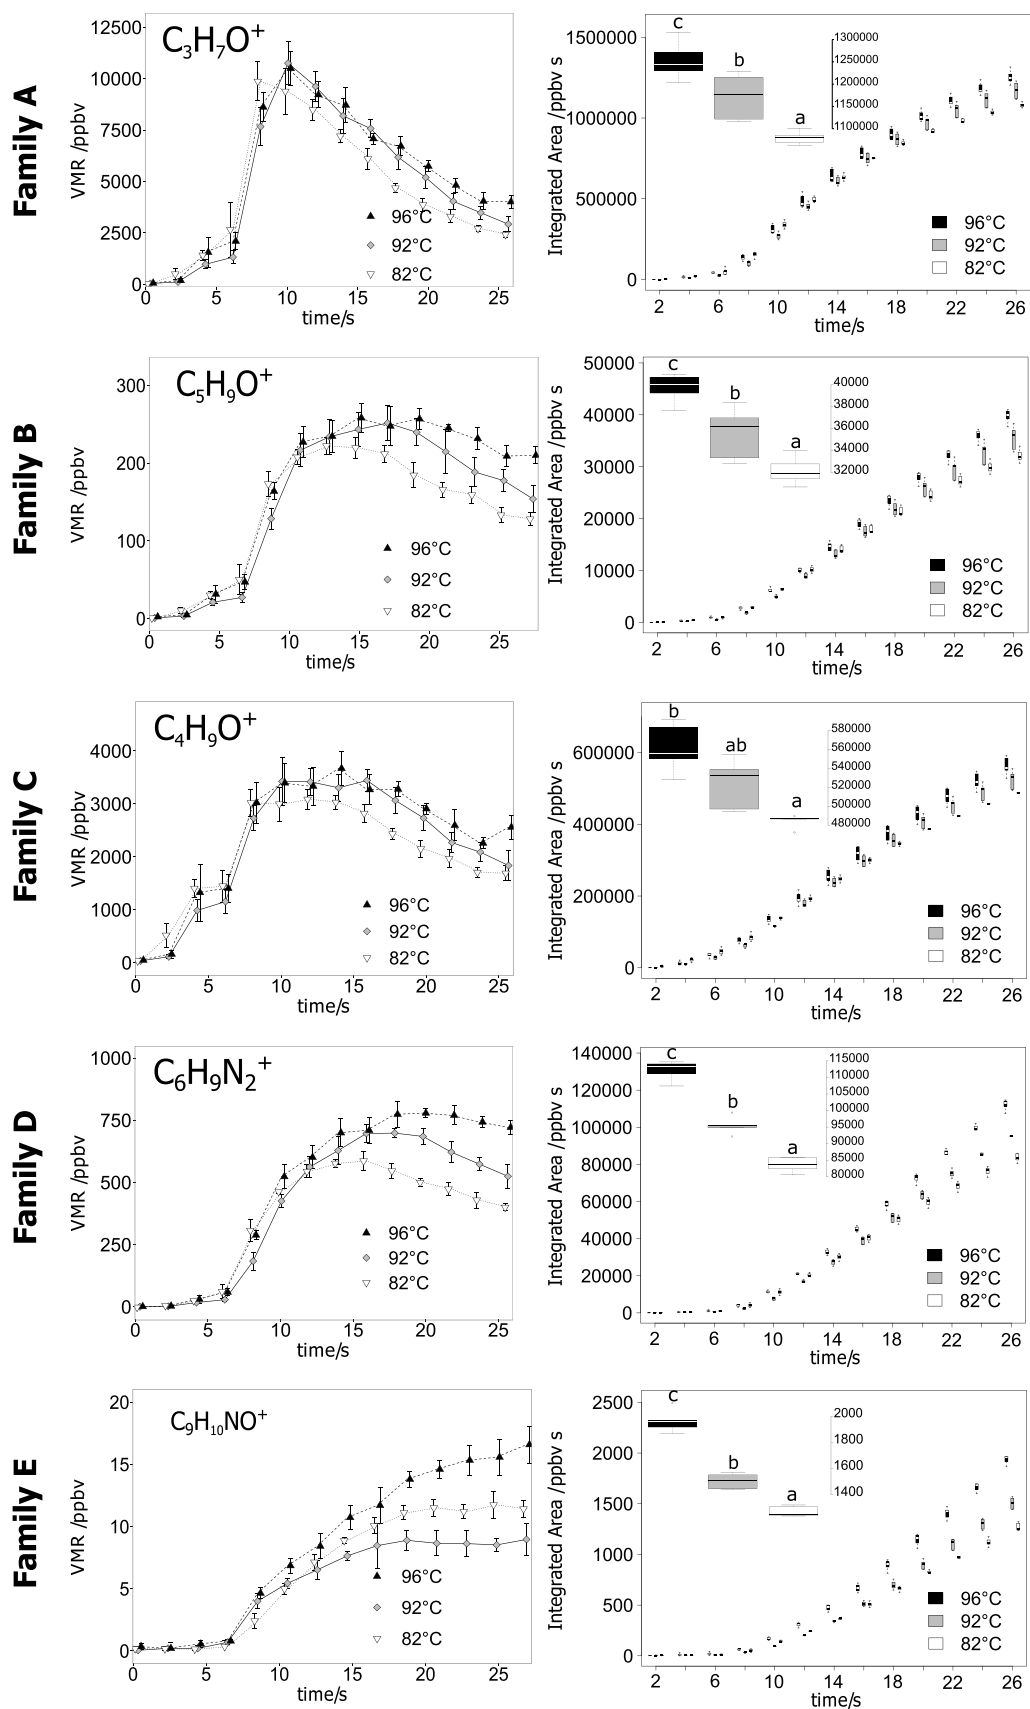 Family A
C₃H₇O⁺
VMR /ppbv
12500
10000
7500
5000
2500
0
0 5 10 15 20 25
time/s
96°C
92°C
82°C
Integrated Area /ppbv s
1500000
1000000
500000
0
2 6 10 14 18 22 26
time/s
c
b
a
1300000
1250000
1200000
1150000
1100000
96°C
92°C
82°C
Family B
C₅H₉O⁺
VMR /ppbv
300
200
100
0
0 5 10 15 20 25
time/s
96°C
92°C
82°C
Integrated Area /ppbv s
50000
40000
30000
20000
10000
0
2 6 10 14 18 22 26
time/s
c
b
a
40000
38000
36000
34000
32000
96°C
92°C
82°C
Family C
C₄H₉O⁺
VMR /ppbv
4000
3000
2000
1000
0
0 5 10 15 20 25
time/s
96°C
92°C
82°C
Integrated Area /ppbv s
600000
400000
200000
0
2 6 10 14 18 22 26
time/s
b
ab
a
580000
560000
540000
520000
500000
480000
96°C
92°C
82°C
Family D
C₆H₉N₂⁺
VMR /ppbv
1000
750
500
250
0
0 5 10 15 20 25
time/s
96°C
92°C
82°C
Integrated Area /ppbv s
140000
120000
100000
80000
60000
40000
20000
0
2 6 10 14 18 22 26
time/s
c
b
a
115000
110000
105000
100000
95000
90000
85000
80000
96°C
92°C
82°C
Family E
C₉H₁₀NO⁺
VMR /ppbv
20
15
10
5
0
0 5 10 15 20 25
time/s
96°C
92°C
82°C
Integrated Area /ppbv s
2500
2000
1500
1000
500
0
2 6 10 14 18 22 26
time/s
c
b
a
2000
1800
1600
1400
96°C
92°C
82°C